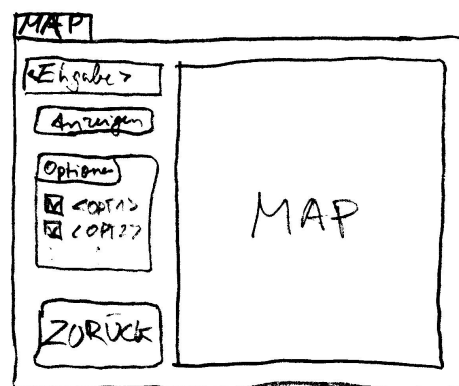 MAP
<Eingabe>
Anzeigen
Optionen
<OPT1>
<OPT2>
MAP
ZURÜCK